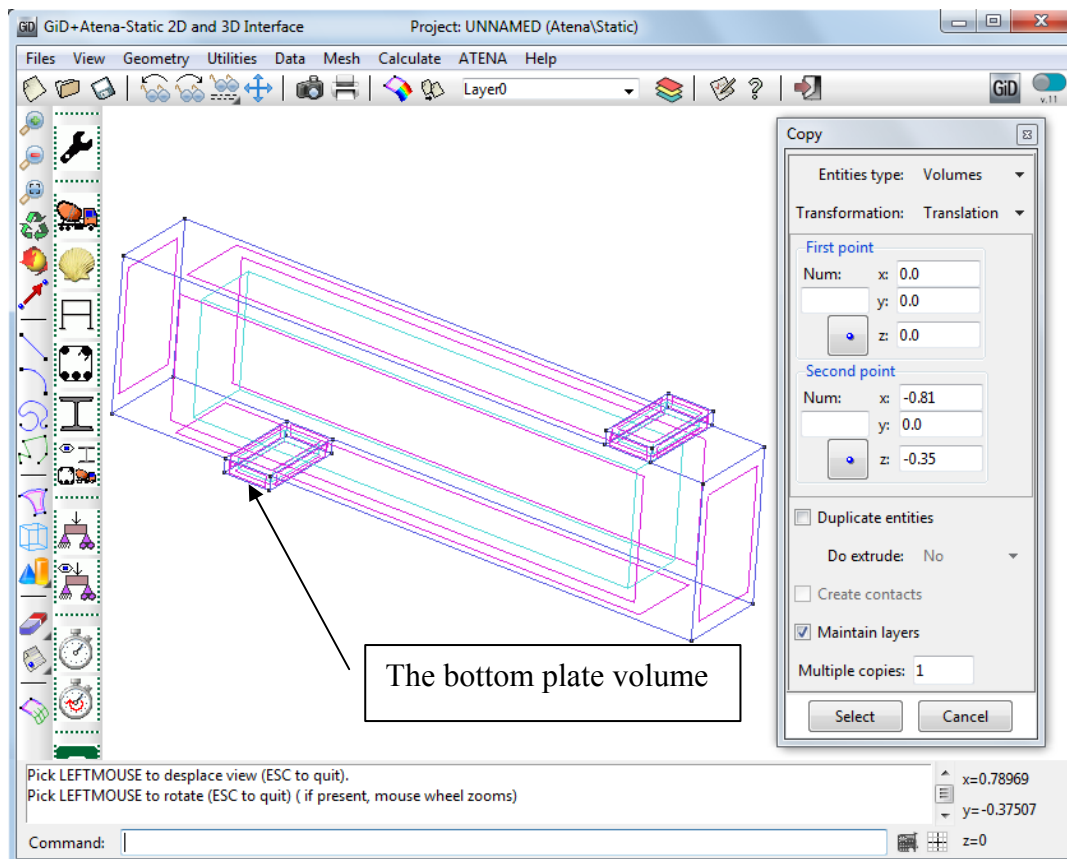 GiD GiD+Atena-Static 2D and 3D Interface Project: UNNAMED (Atena\Static)
Files View Geometry Utilities Data Mesh Calculate ATENA Help
Layer0 GiD v.11
Copy
Entities type: Volumes
Transformation: Translation
First point
Num: x: 0.0
y: 0.0
z: 0.0
Second point
Num: x: -0.81
y: 0.0
z: -0.35
Duplicate entities
Do extrude: No
Create contacts
Maintain layers
Multiple copies: 1
Select Cancel
The bottom plate volume
Pick LEFTMOUSE to desplace view (ESC to quit).
Pick LEFTMOUSE to rotate (ESC to quit) ( if present, mouse wheel zooms)
x=0.78969
y=-0.37507
z=0
Command: